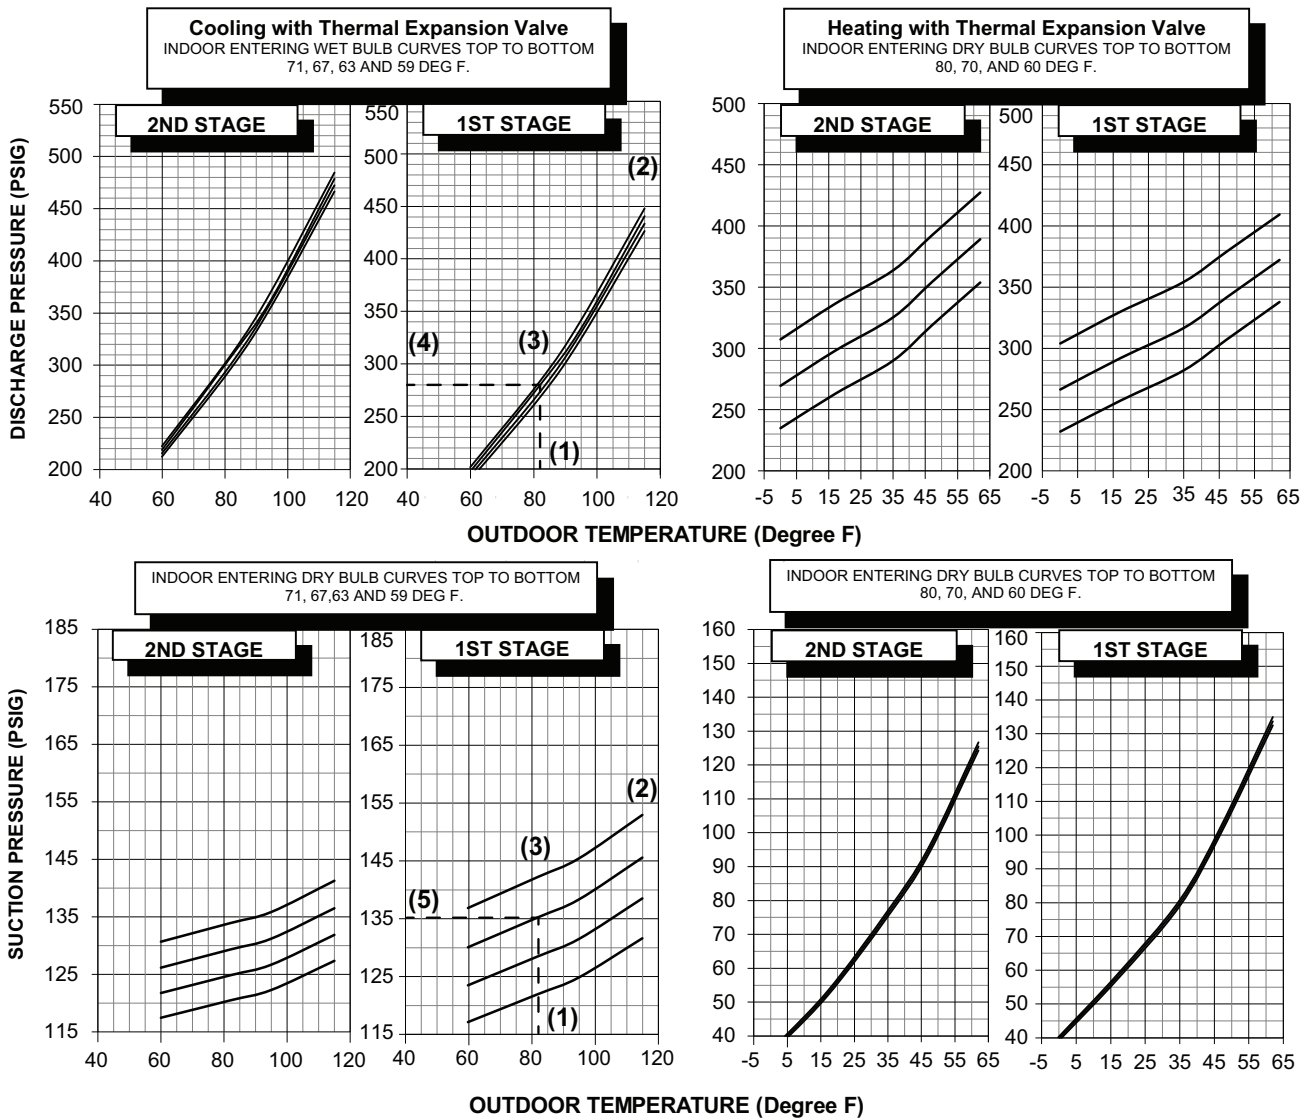 Cooling with Thermal Expansion Valve
INDOOR ENTERING WET BULB CURVES TOP TO BOTTOM
71, 67, 63 AND 59 DEG F.
Heating with Thermal Expansion Valve
INDOOR ENTERING DRY BULB CURVES TOP TO BOTTOM
80, 70, AND 60 DEG F.
DISCHARGE PRESSURE (PSIG)
2ND STAGE
550
500
450
400
350
300
250
200
40 60 80 100 120
1ST STAGE
550
500
450
400
350
300
250
200
(2)
(3)
(4)
(1)
40 60 80 100 120
2ND STAGE
500
450
400
350
300
250
200
-5 5 15 25 35 45 55 65
1ST STAGE
500
450
400
350
300
250
200
-5 5 15 25 35 45 55 65
OUTDOOR TEMPERATURE (Degree F)
INDOOR ENTERING DRY BULB CURVES TOP TO BOTTOM
71, 67,63 AND 59 DEG F.
INDOOR ENTERING DRY BULB CURVES TOP TO BOTTOM
80, 70, AND 60 DEG F.
SUCTION PRESSURE (PSIG)
2ND STAGE
185
175
165
155
145
135
125
115
40 60 80 100 120
1ST STAGE
185
175
165
155
145
135
125
115
(2)
(3)
(5)
(1)
40 60 80 100 120
2ND STAGE
160
150
140
130
120
110
100
90
80
70
60
50
40
-5 5 15 25 35 45 55 65
1ST STAGE
160
150
140
130
120
110
100
90
80
70
60
50
40
-5 5 15 25 35 45 55 65
OUTDOOR TEMPERATURE (Degree F)